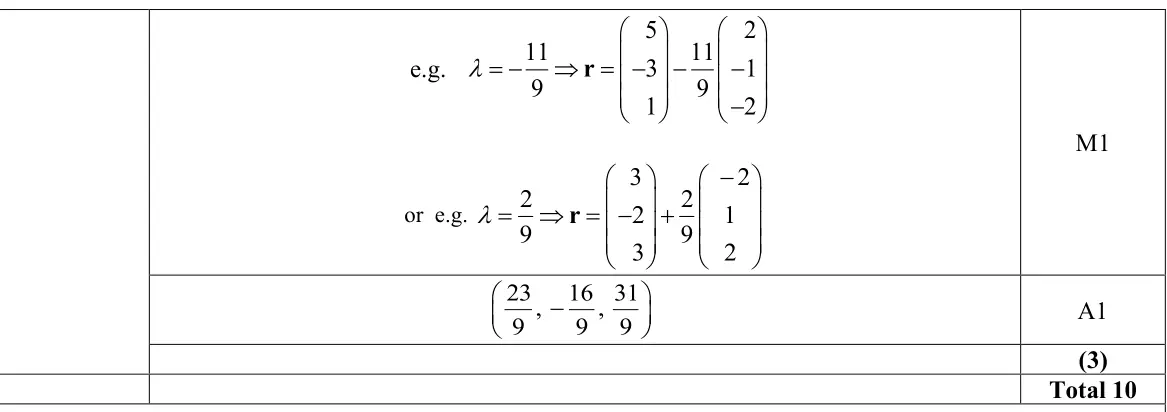 e.g. λ = −11/9 ⇒ r = (5, −3, 1) − 11/9 (2, −1, −2)
M1
or e.g. λ = 2/9 ⇒ r = (3, −2, 3) + 2/9 (−2, 1, 2)
(23/9, −16/9, 31/9) A1
(3)
Total 10